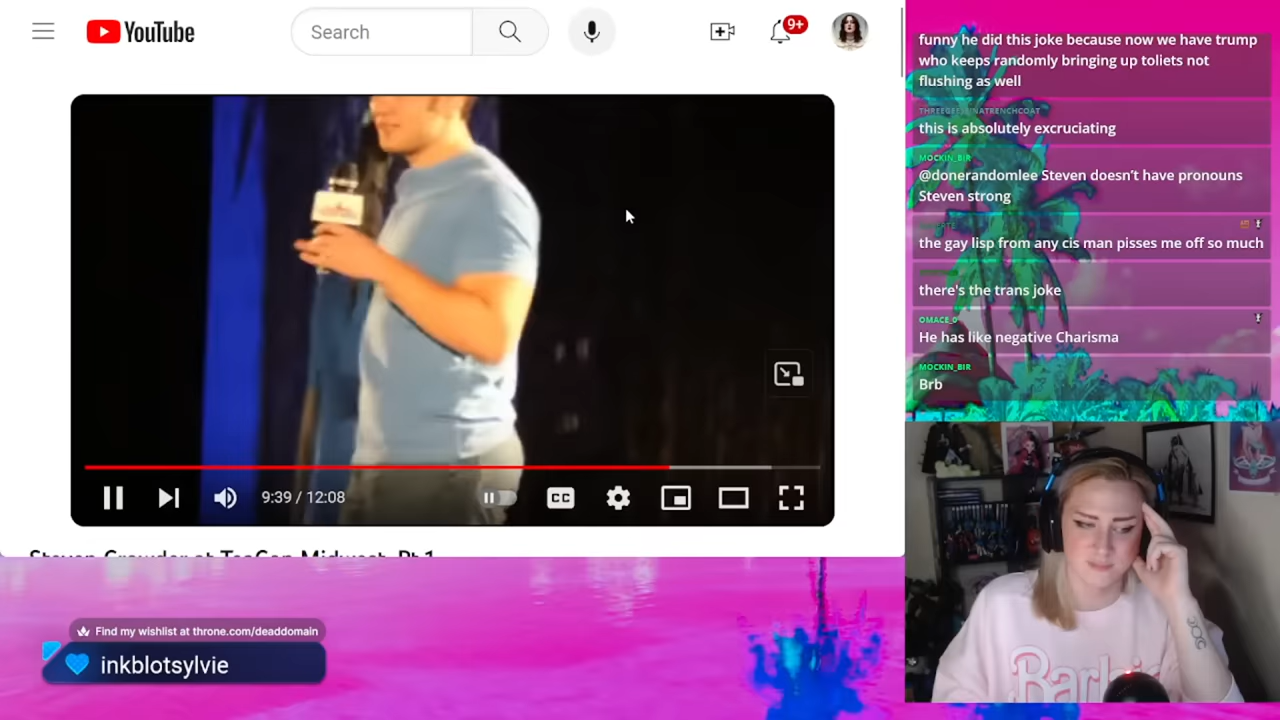 YouTube
Search
9+
9:39 / 12:08
CC
Find my wishlist at throne.com/deaddomain
inkblotsylvie
funny he did this joke because now we have trump
who keeps randomly bringing up toliets not
flushing as well
this is absolutely excruciating
MOCKIN_BIR
@donerandomlee Steven doesn't have pronouns
Steven strong
the gay lisp from any cis man pisses me off so much
there's the trans joke
OMACE_0
He has like negative Charisma
MOCKIN_BIR
Brb
Barbie